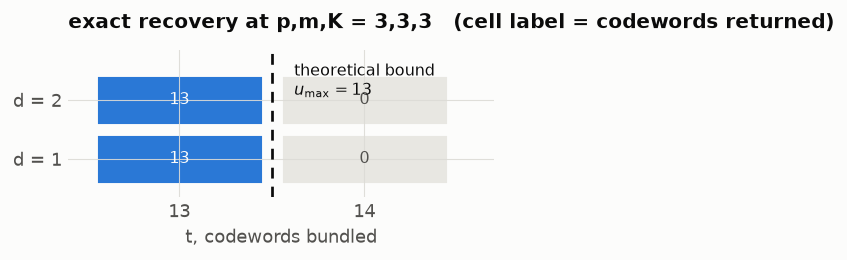 exact recovery at p,m,K = 3,3,3   (cell label = codewords returned)
theoretical bound
u_max = 13
d = 2
13
0
d = 1
13
0
13
14
t, codewords bundled